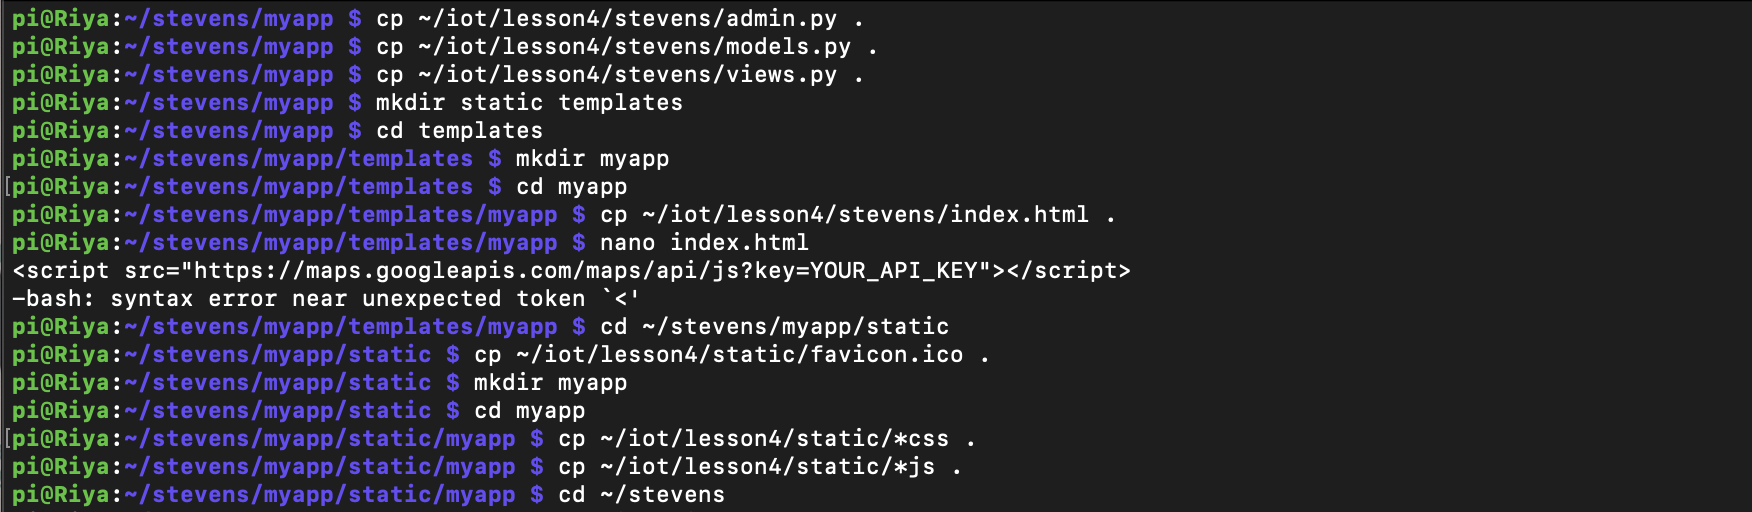 pi@Riya:~/stevens/myapp $ cp ~/iot/lesson4/stevens/admin.py .
pi@Riya:~/stevens/myapp $ cp ~/iot/lesson4/stevens/models.py .
pi@Riya:~/stevens/myapp $ cp ~/iot/lesson4/stevens/views.py .
pi@Riya:~/stevens/myapp $ mkdir static templates
pi@Riya:~/stevens/myapp $ cd templates
pi@Riya:~/stevens/myapp/templates $ mkdir myapp
[pi@Riya:~/stevens/myapp/templates $ cd myapp
pi@Riya:~/stevens/myapp/templates/myapp $ cp ~/iot/lesson4/stevens/index.html .
pi@Riya:~/stevens/myapp/templates/myapp $ nano index.html
<script src="https://maps.googleapis.com/maps/api/js?key=YOUR_API_KEY"></script>
-bash: syntax error near unexpected token `<'
pi@Riya:~/stevens/myapp/templates/myapp $ cd ~/stevens/myapp/static
pi@Riya:~/stevens/myapp/static $ cp ~/iot/lesson4/static/favicon.ico .
pi@Riya:~/stevens/myapp/static $ mkdir myapp
pi@Riya:~/stevens/myapp/static $ cd myapp
[pi@Riya:~/stevens/myapp/static/myapp $ cp ~/iot/lesson4/static/*css .
pi@Riya:~/stevens/myapp/static/myapp $ cp ~/iot/lesson4/static/*js .
pi@Riya:~/stevens/myapp/static/myapp $ cd ~/stevens